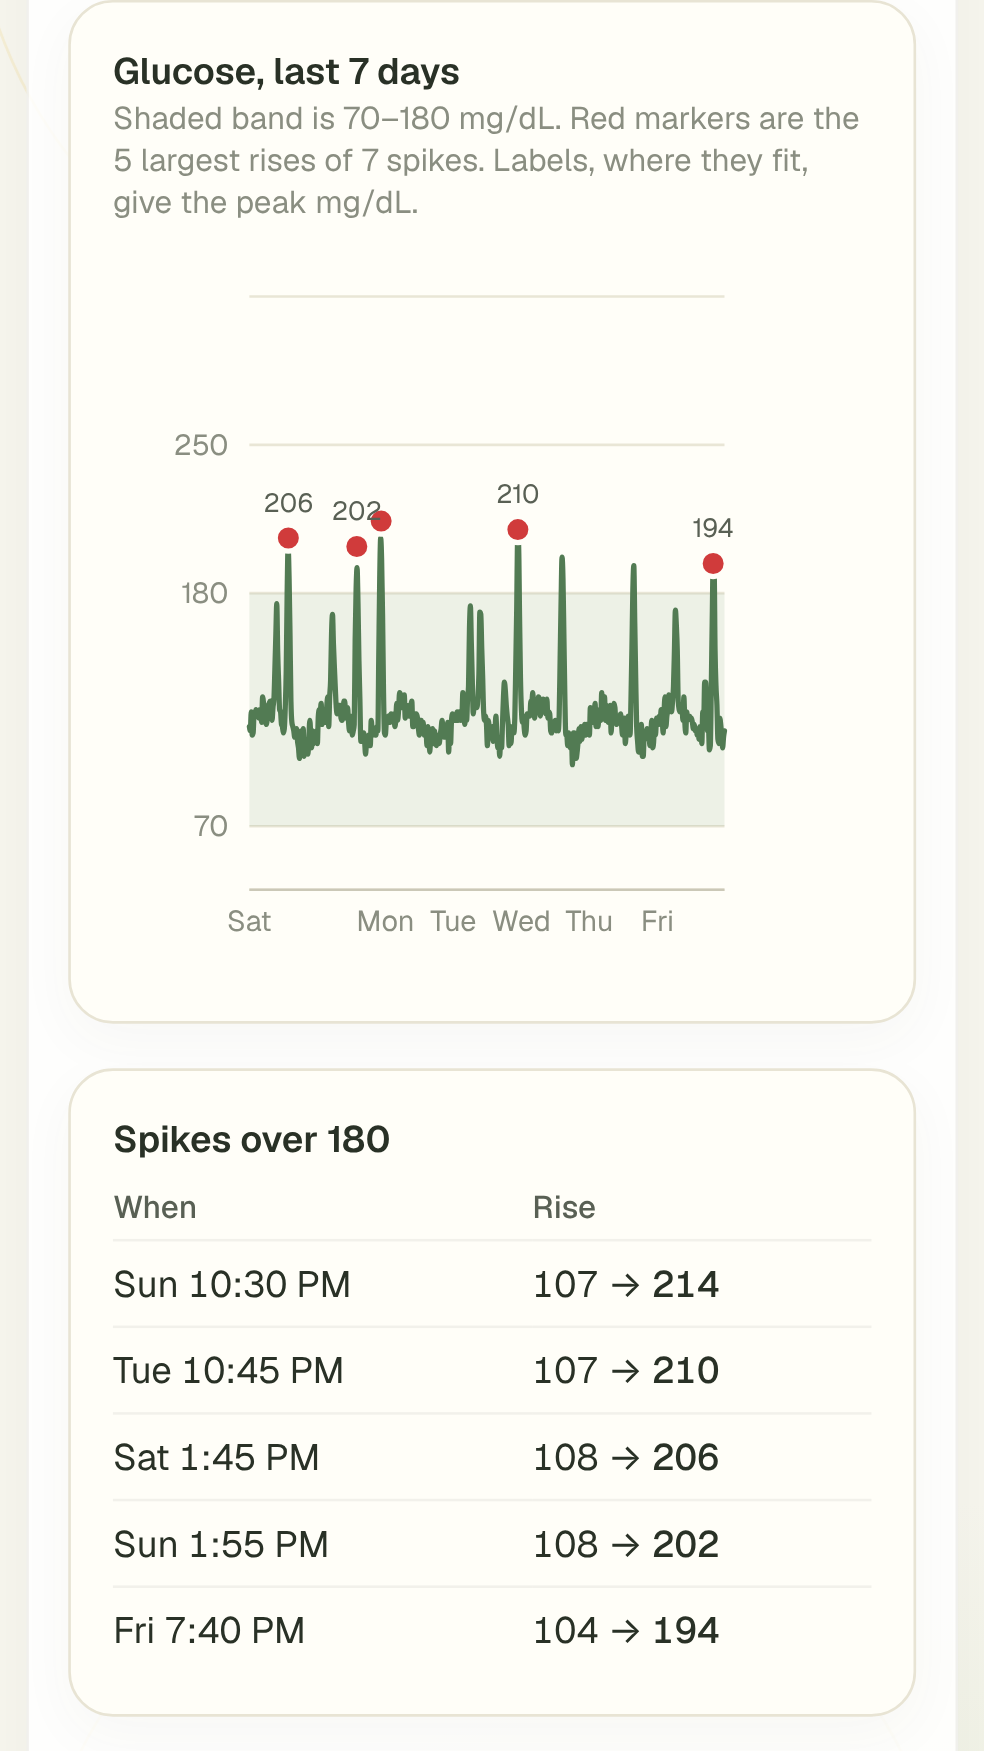 Glucose, last 7 days
Shaded band is 70–180 mg/dL. Red markers are the
5 largest rises of 7 spikes. Labels, where they fit,
give the peak mg/dL.
250
206
202
210
194
180
70
Sat Mon Tue Wed Thu Fri
Spikes over 180
When Rise
Sun 10:30 PM 107 → 214
Tue 10:45 PM 107 → 210
Sat 1:45 PM 108 → 206
Sun 1:55 PM 108 → 202
Fri 7:40 PM 104 → 194